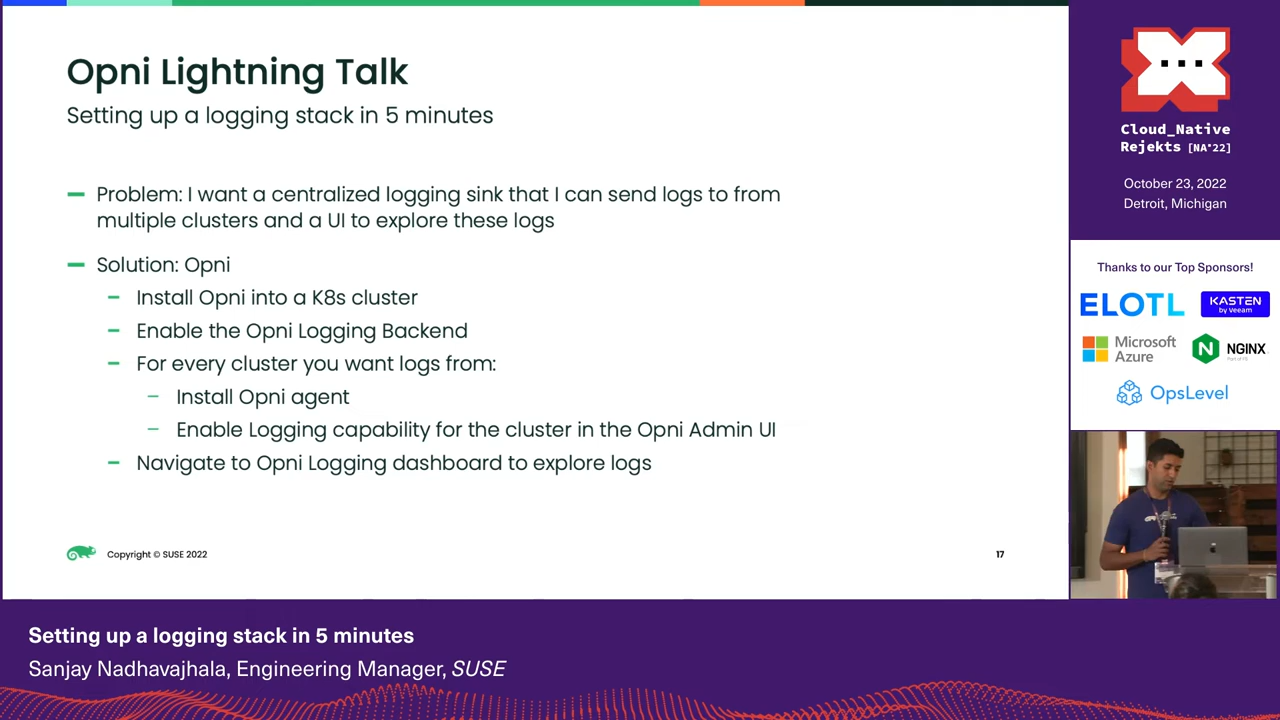 Opni Lightning Talk
Setting up a logging stack in 5 minutes
Problem: I want a centralized logging sink that I can send logs to from
multiple clusters and a UI to explore these logs
Solution: Opni
Install Opni into a K8s cluster
Enable the Opni Logging Backend
For every cluster you want logs from:
Install Opni agent
Enable Logging capability for the cluster in the Opni Admin UI
Navigate to Opni Logging dashboard to explore logs
Copyright © SUSE 2022
17
Cloud_Native
Rejekts [NA'22]
October 23, 2022
Detroit, Michigan
Thanks to our Top Sponsors!
ELOTL
KASTEN
by Veeam
Microsoft
Azure
N
NGINX
Part of F5
OpsLevel
Setting up a logging stack in 5 minutes
Sanjay Nadhavajhala, Engineering Manager, SUSE